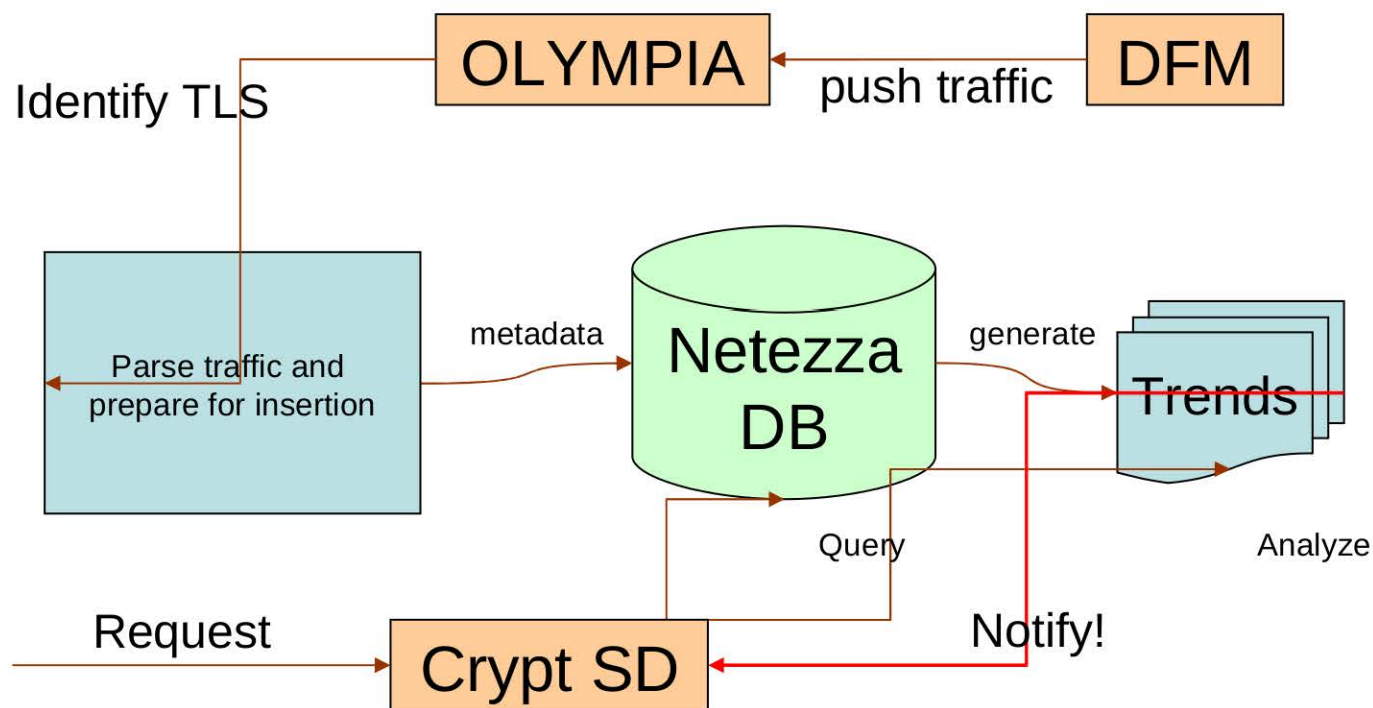 OLYMPIA
DFM
Identify TLS
push traffic
metadata
generate
Parse traffic and
prepare for insertion
Netezza
DB
Trends
Query
Analyze
Request
Notify!
Crypt SD